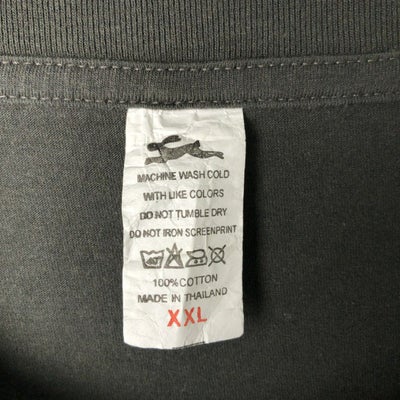 MACHINE WASH COLD
WITH LIKE COLORS
DO NOT TUMBLE DRY
DO NOT IRON SCREENPRINT
100% COTTON
MADE IN THAILAND
XXL